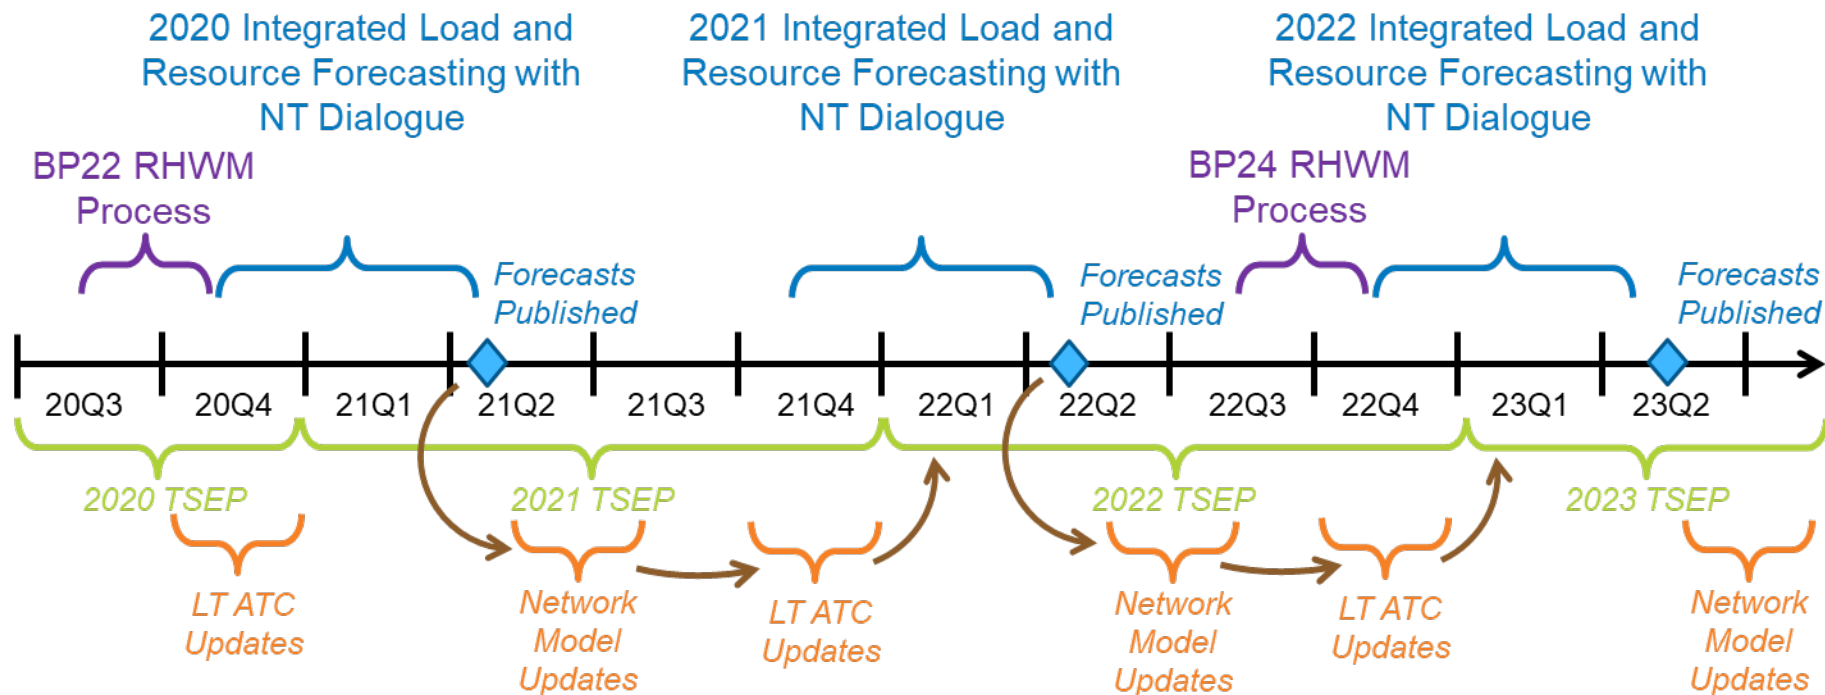 2020 Integrated Load and
Resource Forecasting with
NT Dialogue
2021 Integrated Load and
Resource Forecasting with
NT Dialogue
2022 Integrated Load and
Resource Forecasting with
NT Dialogue
BP22 RHWM
Process
BP24 RHWM
Process
Forecasts
Published
Forecasts
Published
Forecasts
Published
20Q3
20Q4
21Q1
21Q2
21Q3
21Q4
22Q1
22Q2
22Q3
22Q4
23Q1
23Q2
2020 TSEP
2021 TSEP
2022 TSEP
2023 TSEP
LT ATC
Updates
Network
Model
Updates
LT ATC
Updates
Network
Model
Updates
LT ATC
Updates
Network
Model
Updates